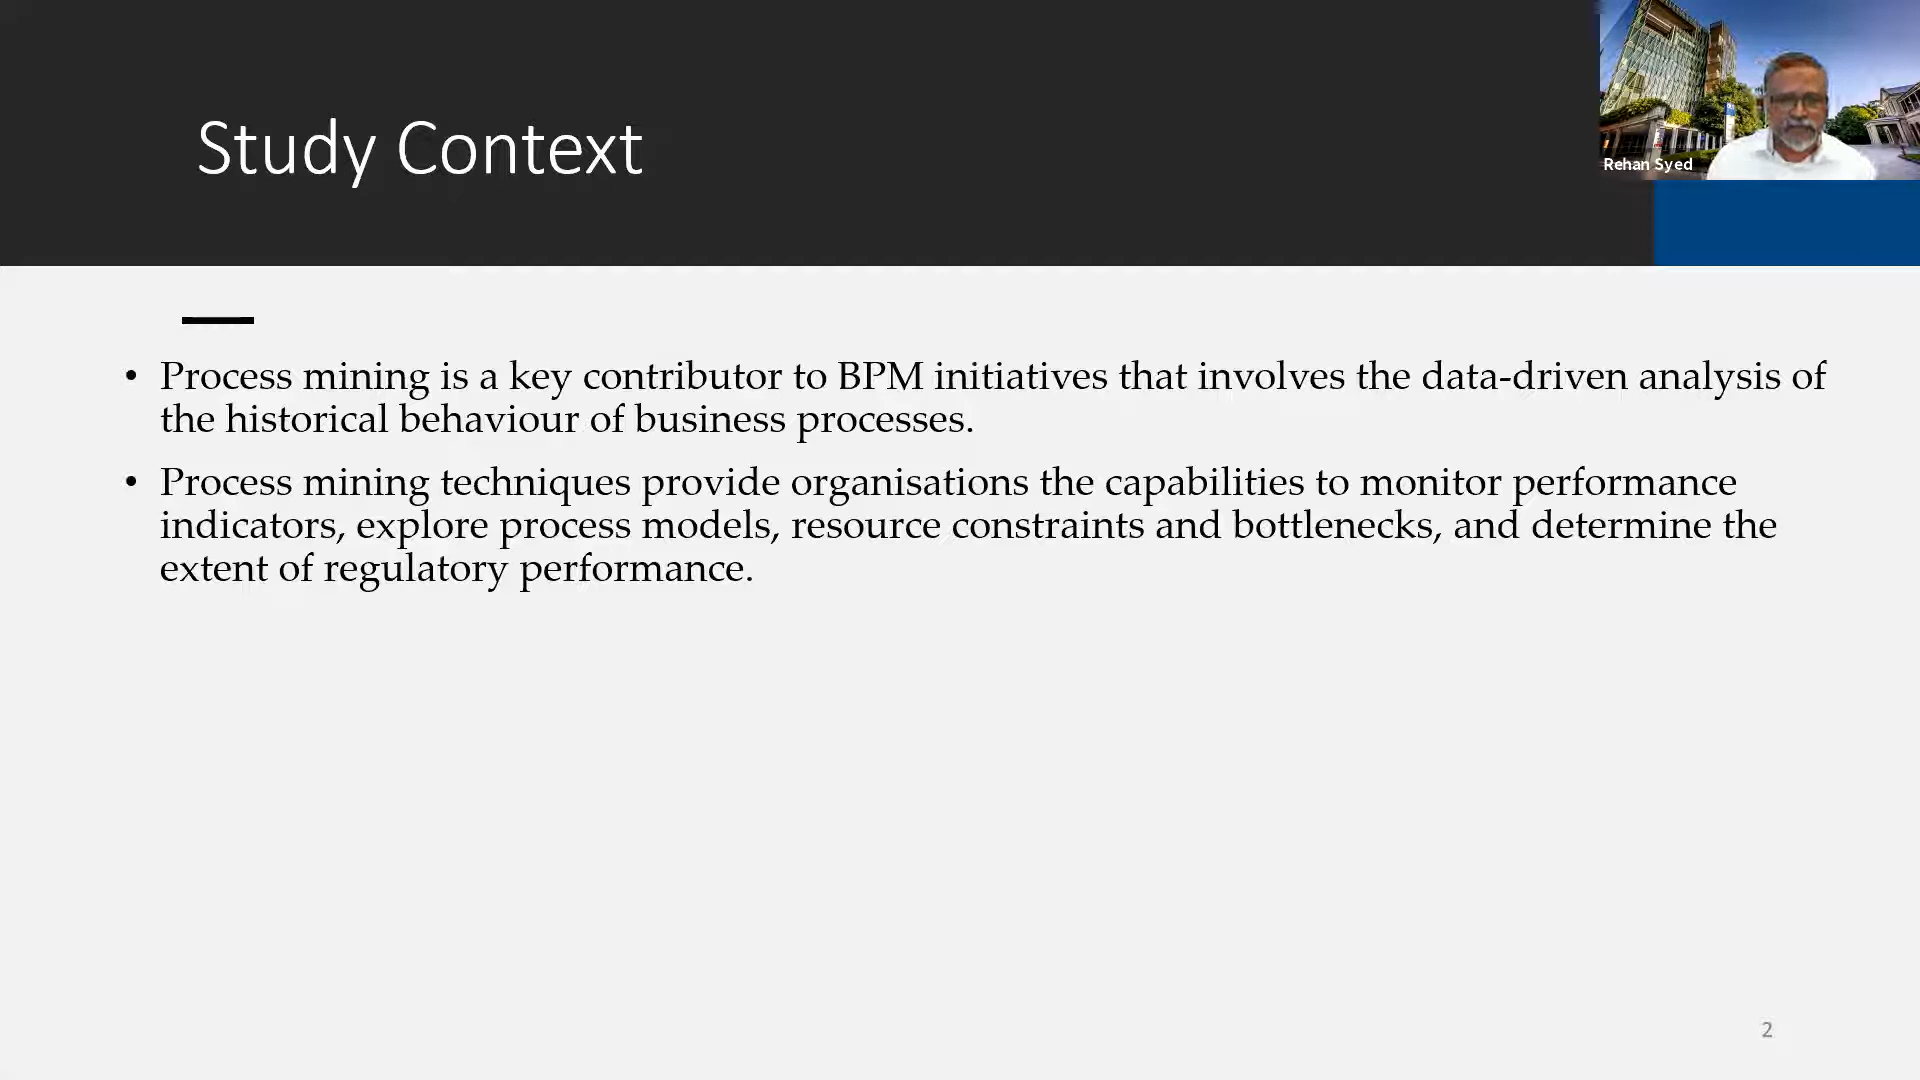 Study Context
Rehan Syed
• Process mining is a key contributor to BPM initiatives that involves the data-driven analysis of
the historical behaviour of business processes.
• Process mining techniques provide organisations the capabilities to monitor performance
indicators, explore process models, resource constraints and bottlenecks, and determine the
extent of regulatory performance.
2